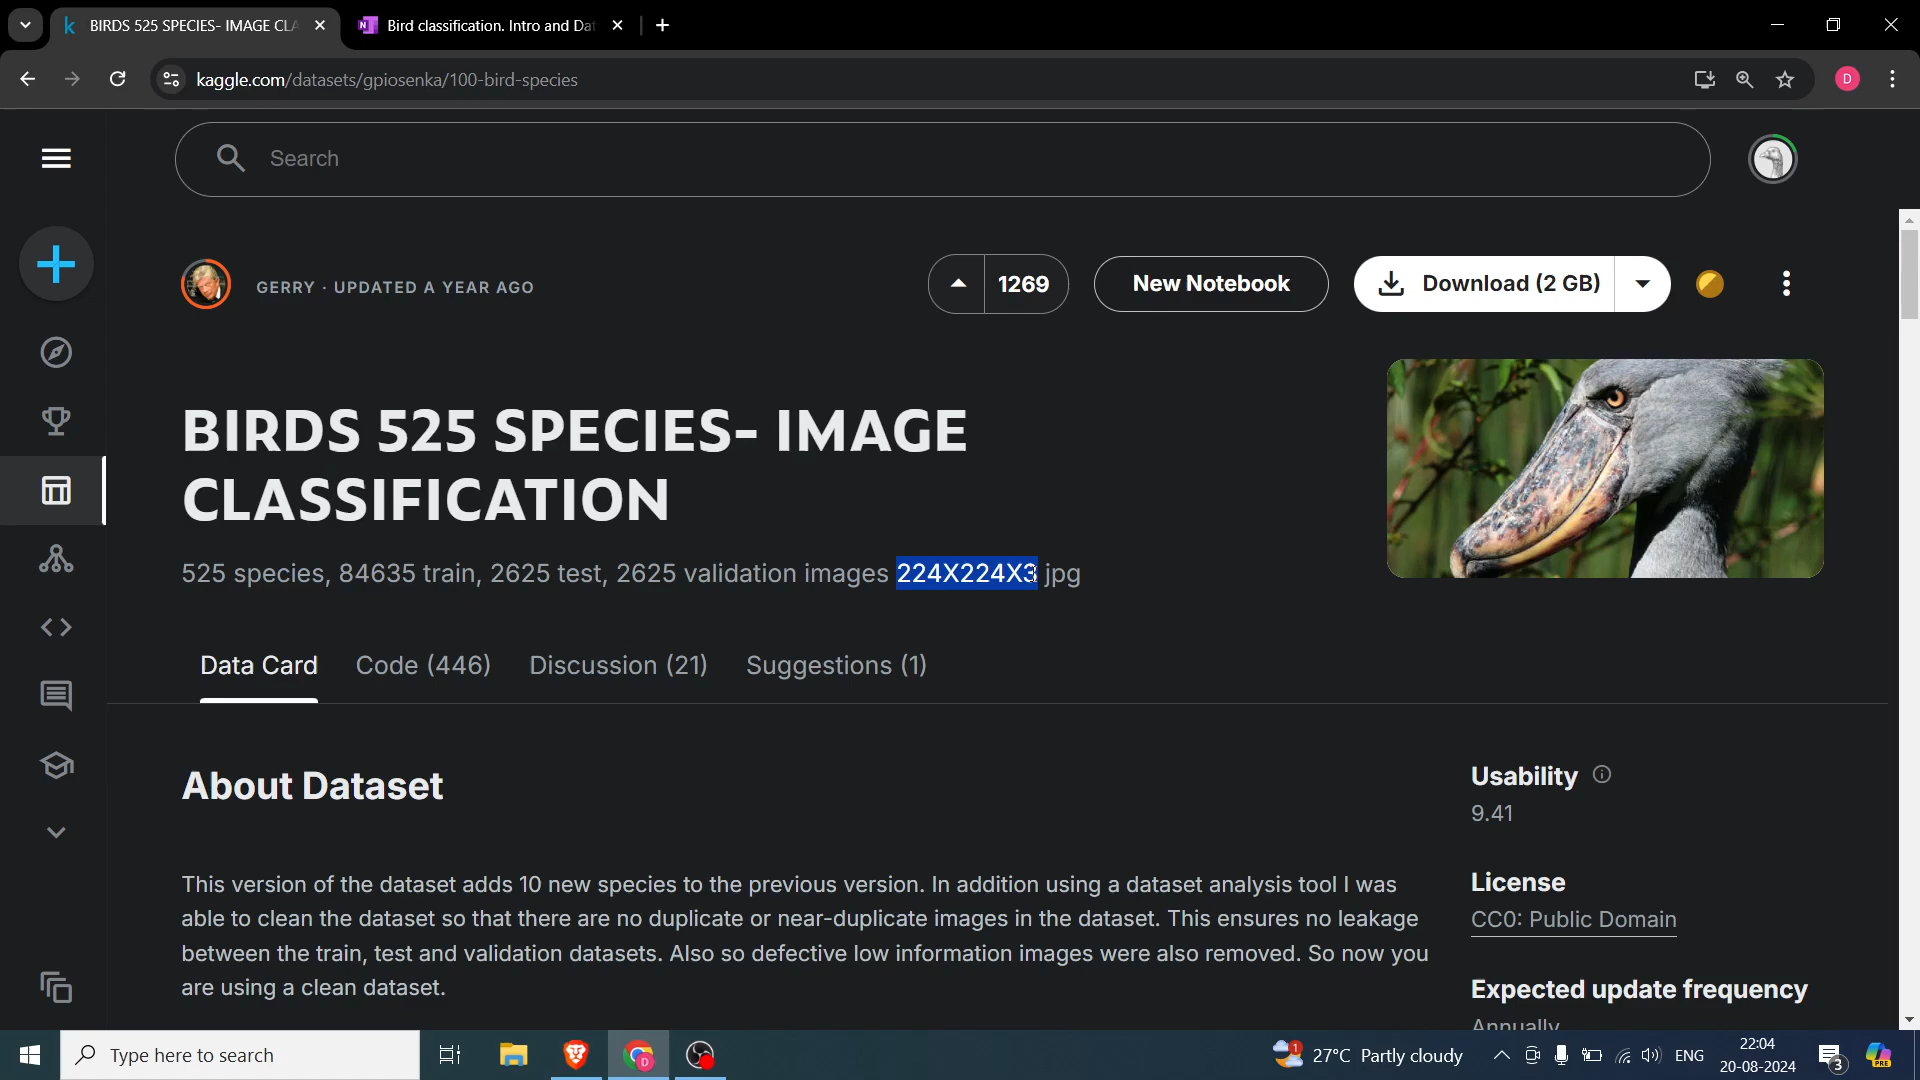 BIRDS 525 SPECIES- IMAGE CLA
Bird classification. Intro and Dat
kaggle.com/datasets/gpiosenka/100-bird-species
D
Search
GERRY · UPDATED A YEAR AGO
1269
New Notebook
Download (2 GB)
BIRDS 525 SPECIES- IMAGE
CLASSIFICATION
525 species, 84635 train, 2625 test, 2625 validation images 224X224X3 jpg
Data Card
Code (446)
Discussion (21)
Suggestions (1)
About Dataset
Usability
9.41
This version of the dataset adds 10 new species to the previous version. In addition using a dataset analysis tool I was
able to clean the dataset so that there are no duplicate or near-duplicate images in the dataset. This ensures no leakage
between the train, test and validation datasets. Also so defective low information images were also removed. So now you
are using a clean dataset.
License
CC0: Public Domain
Expected update frequency
Annually
Type here to search
27°C Partly cloudy
ENG
22:04
20-08-2024
3